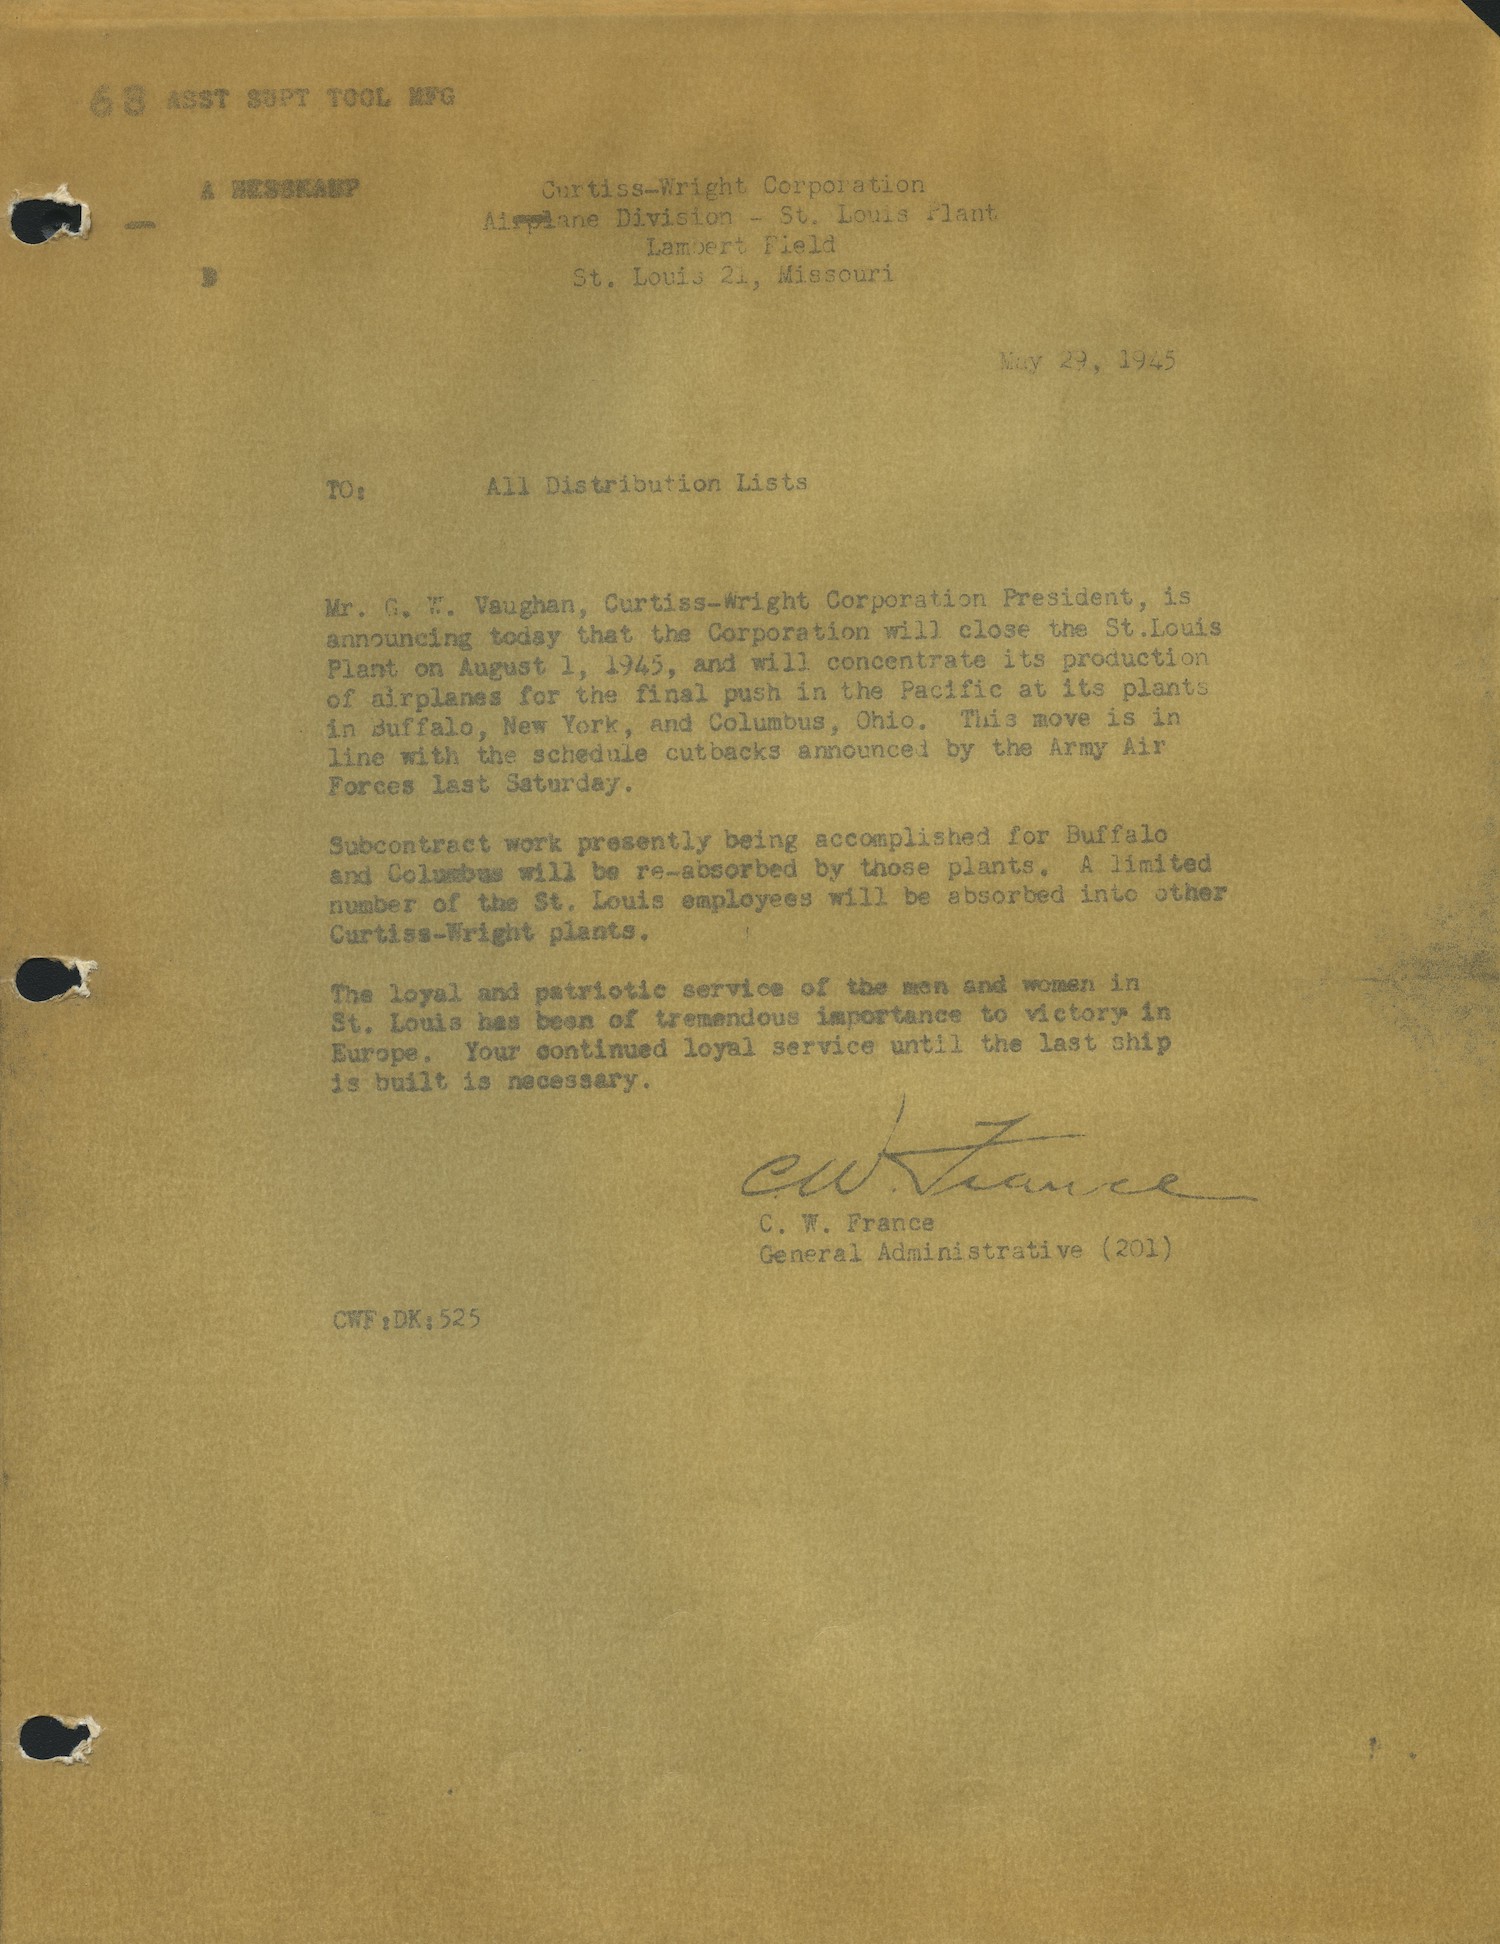 68 ASST SUPT TOOL MFG
A HESSKAMP
Curtiss-Wright Corporation
Airplane Division - St. Louis Plant
Lambert Field
B
St. Louis 21, Missouri
May 29, 1945
TO: All Distribution Lists
Mr. G. W. Vaughan, Curtiss-Wright Corporation President, is
announcing today that the Corporation will close the St.Louis
Plant on August 1, 1945, and will concentrate its production
of airplanes for the final push in the Pacific at its plants
in Buffalo, New York, and Columbus, Ohio. This move is in
line with the schedule cutbacks announced by the Army Air
Forces last Saturday.
Subcontract work presently being accomplished for Buffalo
and Columbus will be re-absorbed by those plants. A limited
number of the St. Louis employees will be absorbed into other
Curtiss-Wright plants.
The loyal and patriotic service of the men and women in
St. Louis has been of tremendous importance to victory in
Europe. Your continued loyal service until the last ship
is built is necessary.
C.W. France
C. W. France
General Administrative (201)
CWF:DK:525